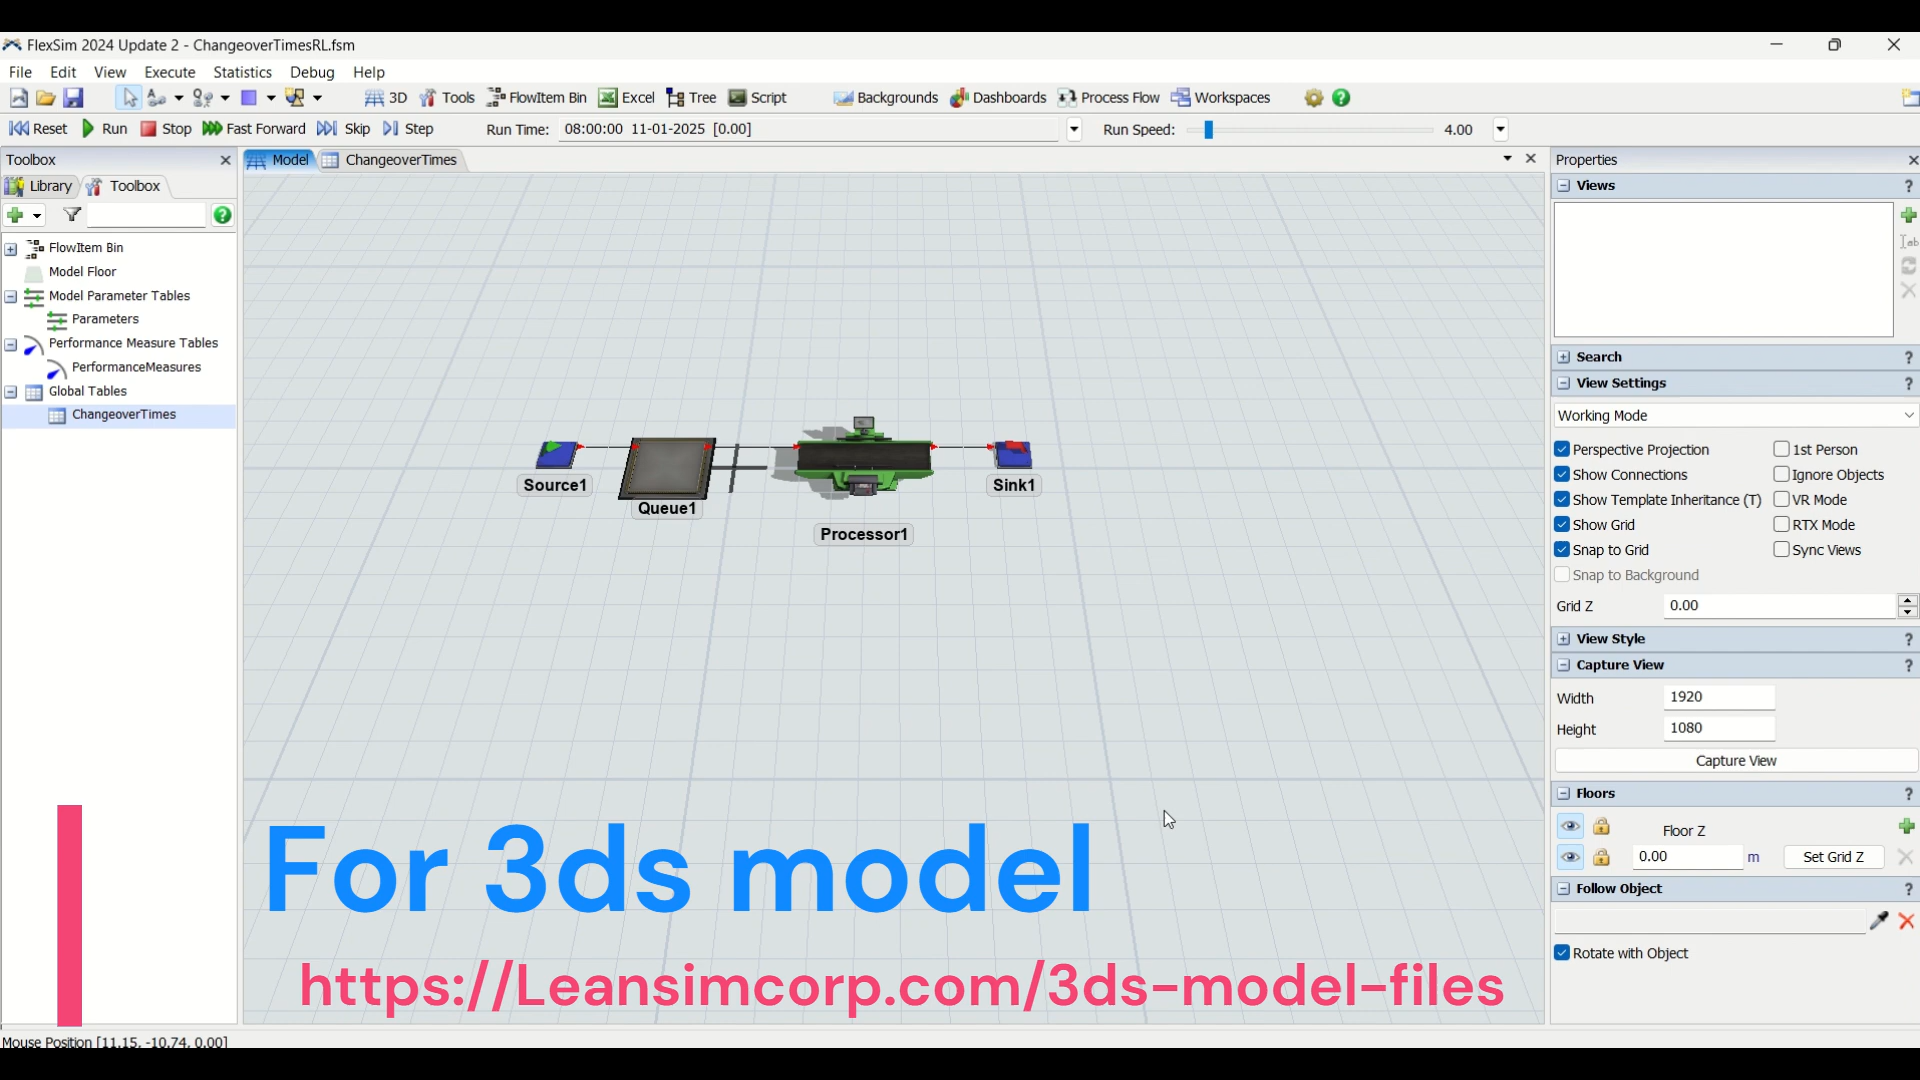 FlexSim 2024 Update 2 - ChangeoverTimesRL.fsm
File Edit View Execute Statistics Debug Help
3D Tools FlowItem Bin Excel Tree Script Backgrounds Dashboards Process Flow Workspaces
Reset Run Stop Fast Forward Skip Step Run Time: 08:00:00 11-01-2025 [0.00] Run Speed: 4.00
Toolbox
Library Toolbox
FlowItem Bin
Model Floor
Model Parameter Tables
Parameters
Performance Measure Tables
PerformanceMeasures
Global Tables
ChangeoverTimes
Model ChangeoverTimes
Source1
Queue1
Processor1
Sink1
For 3ds model
https://Leansimcorp.com/3ds-model-files
Properties
Views
Search
View Settings
Working Mode
Perspective Projection 1st Person
Show Connections Ignore Objects
Show Template Inheritance (T) VR Mode
Show Grid RTX Mode
Snap to Grid Sync Views
Snap to Background
Grid Z 0.00
View Style
Capture View
Width 1920
Height 1080
Capture View
Floors
Floor Z
0.00 m Set Grid Z
Follow Object
Rotate with Object
Mouse Position [11.15, -10.74, 0.00]